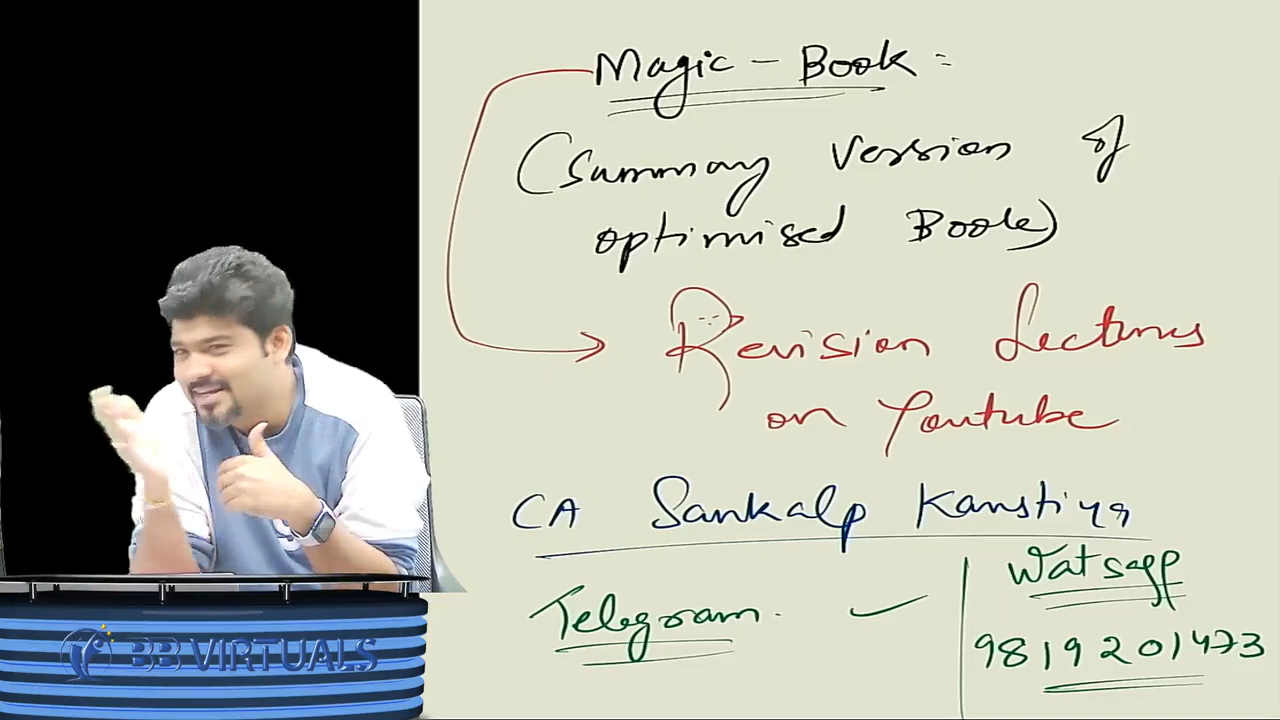 Magic - Book :
(Summary Version of
optimised Book)
Revision Lectures
on Youtube
CA Sankalp Kanstiya
Telegram.
Watsapp
9819201473
BB VIRTUALS